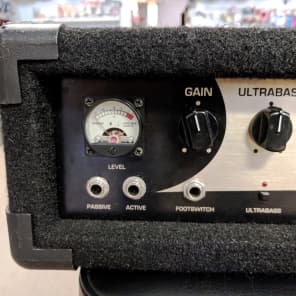 GAIN
ULTRABASS
LEVEL
PASSIVE
ACTIVE
FOOTSWITCH
ULTRABASS